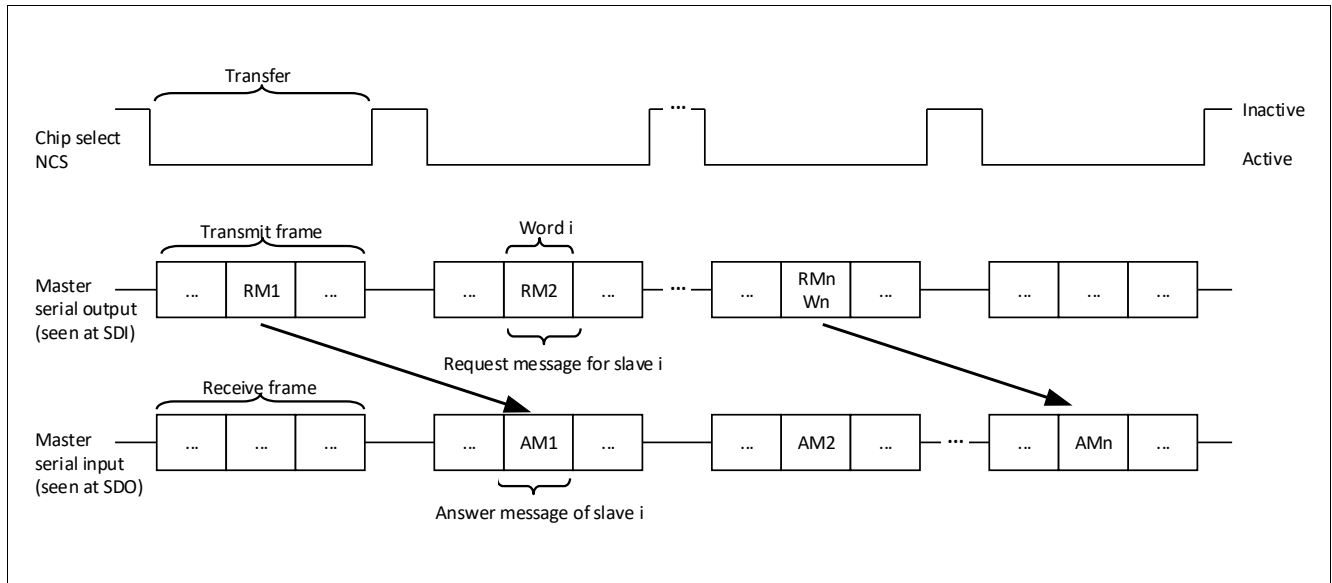 Transfer
...
Inactive
Chip select
NCS
Active
Transmit frame
Word i
Master
serial output
(seen at SDI)
... RM1 ...
... RM2 ...
...
... RMn
Wn ...
... ... ...
Request message for slave i
Receive frame
Master
serial input
(seen at SDO)
... ... ...
... AM1 ...
... AM2 ...
...
... AMn ...
Answer message of slave i